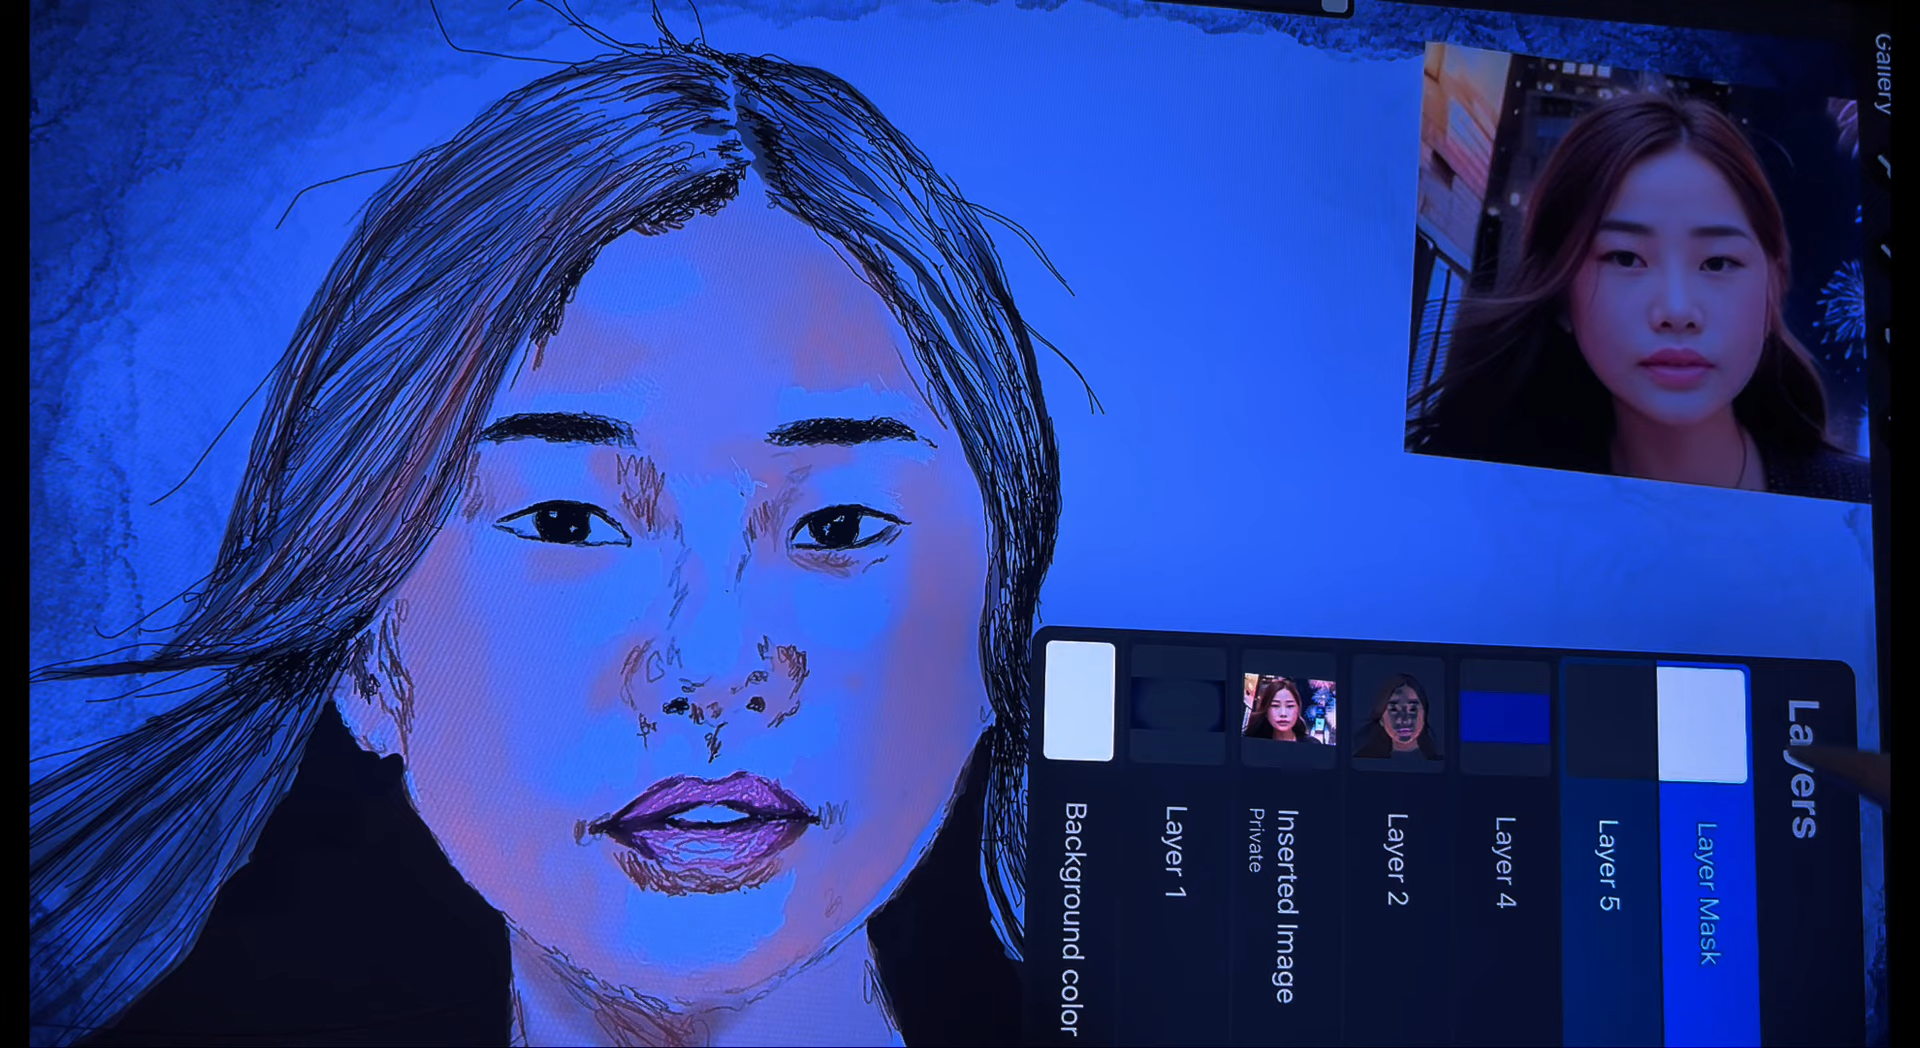 Gallery
Layers
Layer Mask
Layer 5
Layer 4
Layer 2
Inserted Image
Private
Layer 1
Background color